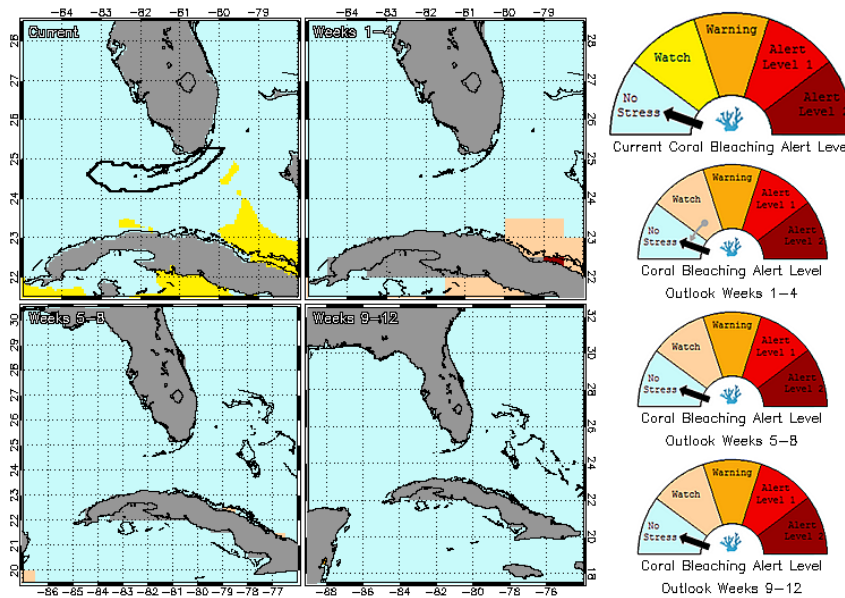 −84 −83 −82 −81 −80 −79
−84 −83 −82 −81 −80 −79
Current
Weeks 1−4
28
27
26
25
24
23
22
28
27
26
25
24
23
22
Weeks 5−8
Weeks 9−12
30
29
28
27
26
25
24
23
22
21
20
32
30
28
26
24
22
20
18
−86 −85 −84 −83 −82 −81 −80 −79 −78 −77
−88 −86 −84 −82 −80 −78 −76
No
Stress
Watch
Warning
Alert
Level 1
Alert
Level
Current Coral Bleaching Alert Level
No
Stress
Watch
Warning
Alert
Level 1
Alert
Level 2
Coral Bleaching Alert Level
Outlook Weeks 1−4
No
Stress
Watch
Warning
Alert
Level 1
Alert
Level 2
Coral Bleaching Alert Level
Outlook Weeks 5−8
No
Stress
Watch
Warning
Alert
Level 1
Alert
Level 2
Coral Bleaching Alert Level
Outlook Weeks 9−12